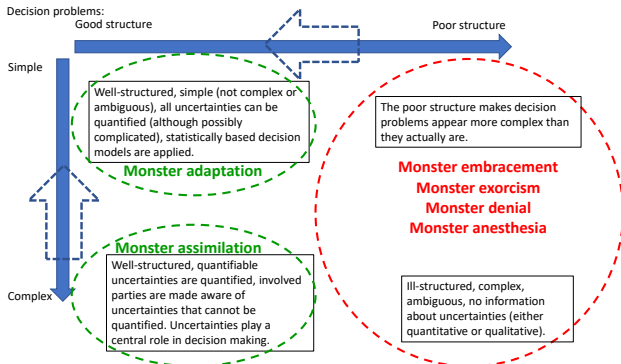 Decision problems:
Good structure
Poor structure
Simple
Well-structured, simple (not complex or
ambiguous), all uncertainties can be
quantified (although possibly
complicated), statistically based decision
models are applied.
Monster adaptation
The poor structure makes decision
problems appear more complex than
they actually are.
Monster embracement
Monster exorcism
Monster denial
Monster anesthesia
Monster assimilation
Well-structured, quantifiable
uncertainties are quantified, involved
parties are made aware of
uncertainties that cannot be
quantified. Uncertainties play a
central role in decision making.
Complex
Ill-structured, complex,
ambiguous, no information
about uncertainties (either
quantitative or qualitative).